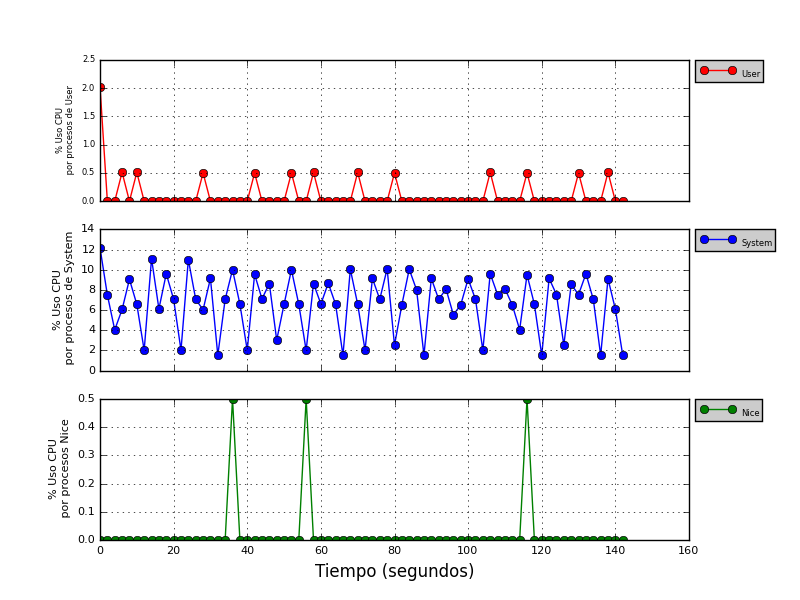 2.5
2.0
1.5
1.0
0.5
0.0
% Uso CPU
por procesos de User
User
14
12
10
8
6
4
2
0
% Uso CPU
por procesos de System
System
0.5
0.4
0.3
0.2
0.1
0.0
% Uso CPU
por procesos Nice
Nice
0 20 40 60 80 100 120 140 160
Tiempo (segundos)